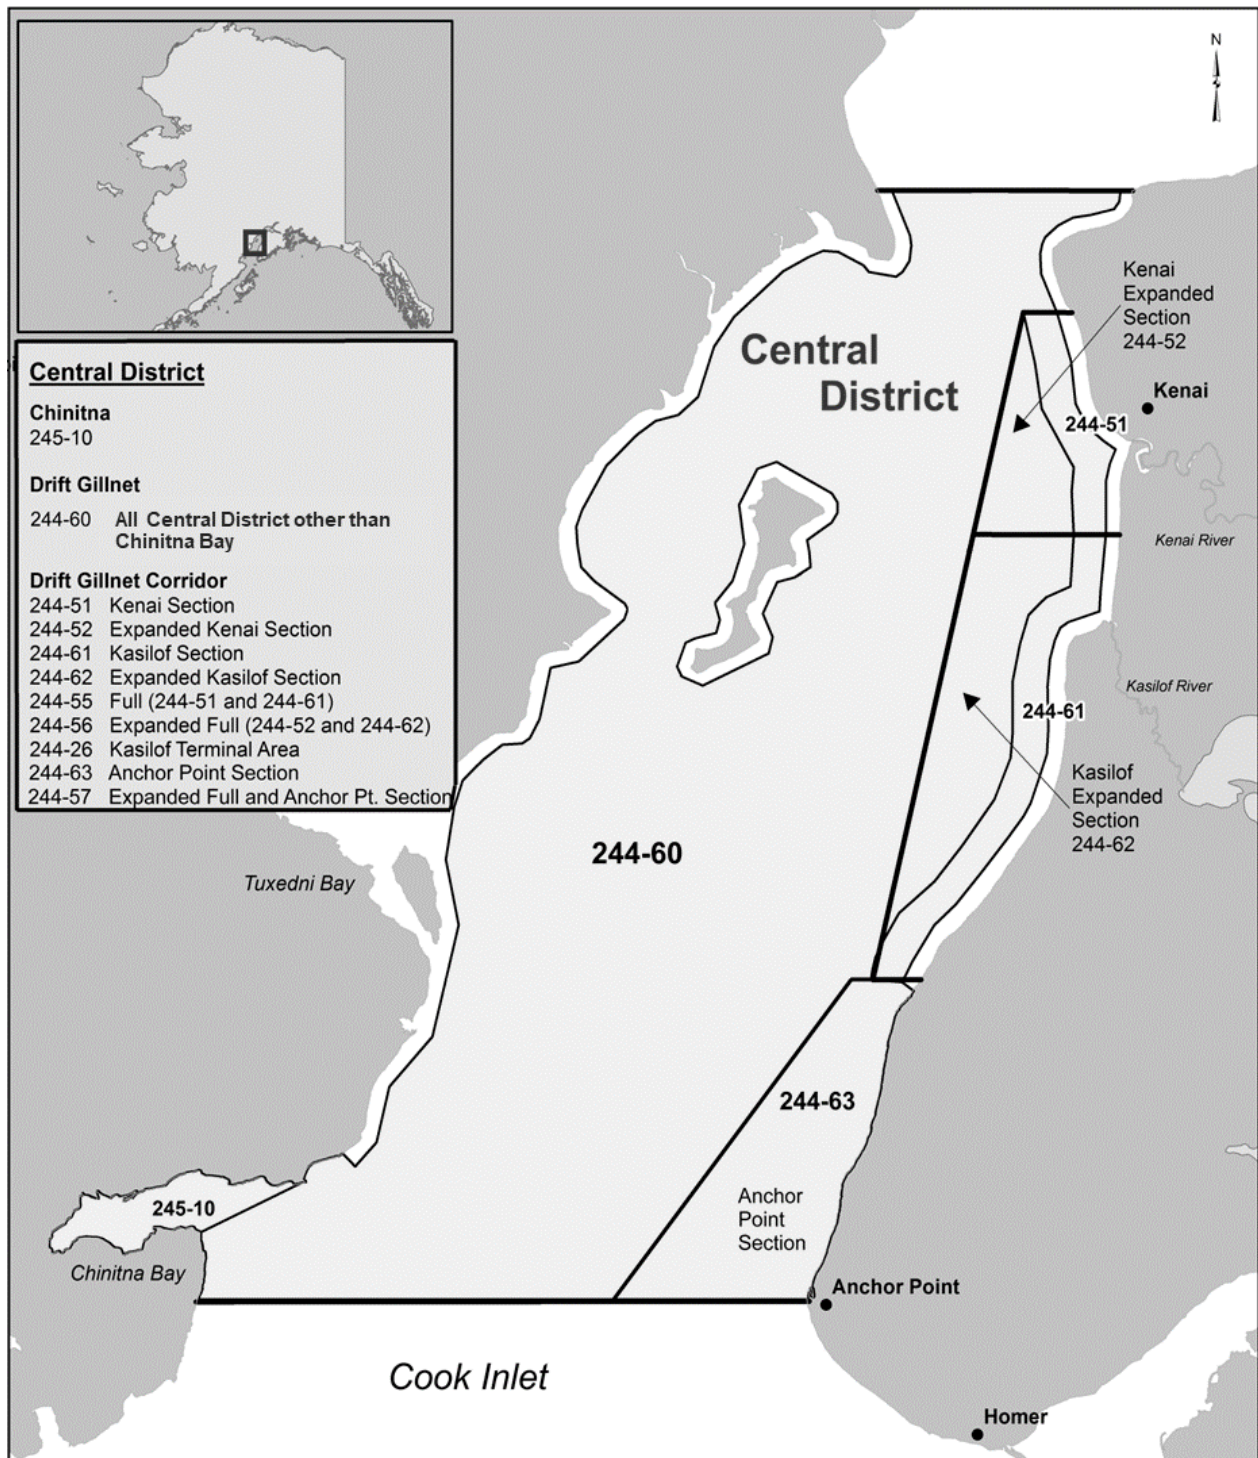 N
Central District
Chinitna
245-10
Drift Gillnet
244-60 All Central District other than
Chinitna Bay
Drift Gillnet Corridor
244-51 Kenai Section
244-52 Expanded Kenai Section
244-61 Kasilof Section
244-62 Expanded Kasilof Section
244-55 Full (244-51 and 244-61)
244-56 Expanded Full (244-52 and 244-62)
244-26 Kasilof Terminal Area
244-63 Anchor Point Section
244-57 Expanded Full and Anchor Pt. Section
Central
District
Kenai
Expanded
Section
244-52
Kenai
244-51
Kenai River
Kasilof River
244-61
Kasilof
Expanded
Section
244-62
244-60
Tuxedni Bay
244-63
Anchor
Point
Section
245-10
Chinitna Bay
Anchor Point
Cook Inlet
Homer